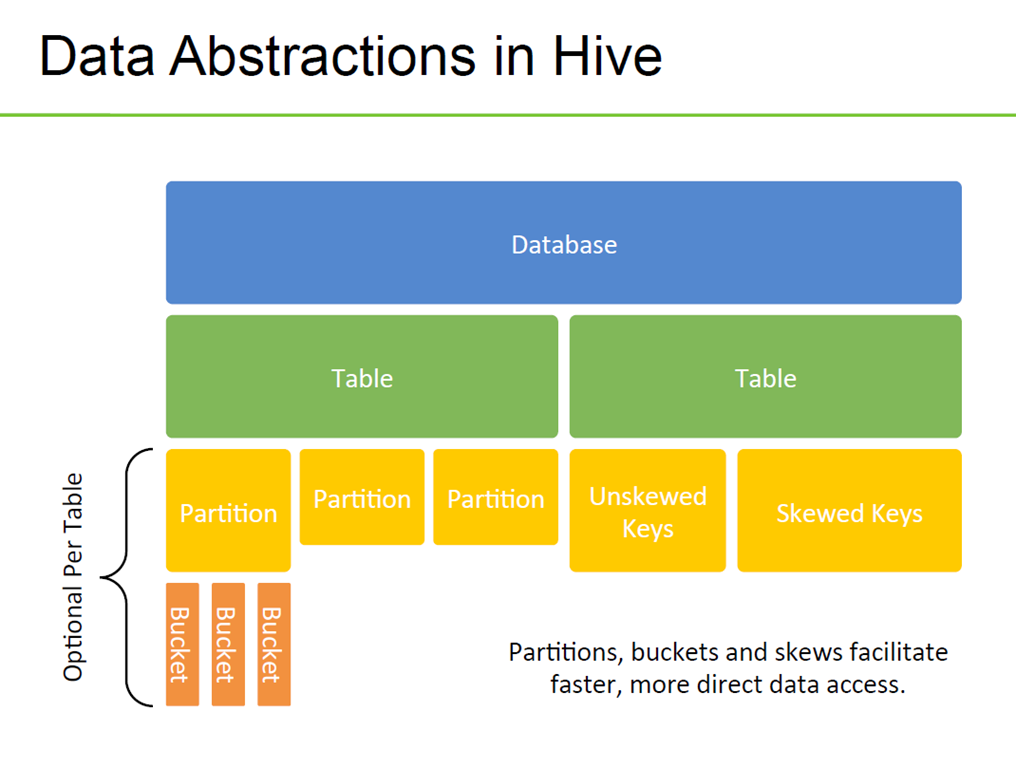 Data Abstractions in Hive
Database
Table
Table
Optional Per Table
Partition
Partition
Partition
Unskewed
Keys
Skewed Keys
Bucket
Bucket
Bucket
Partitions, buckets and skews facilitate
faster, more direct data access.